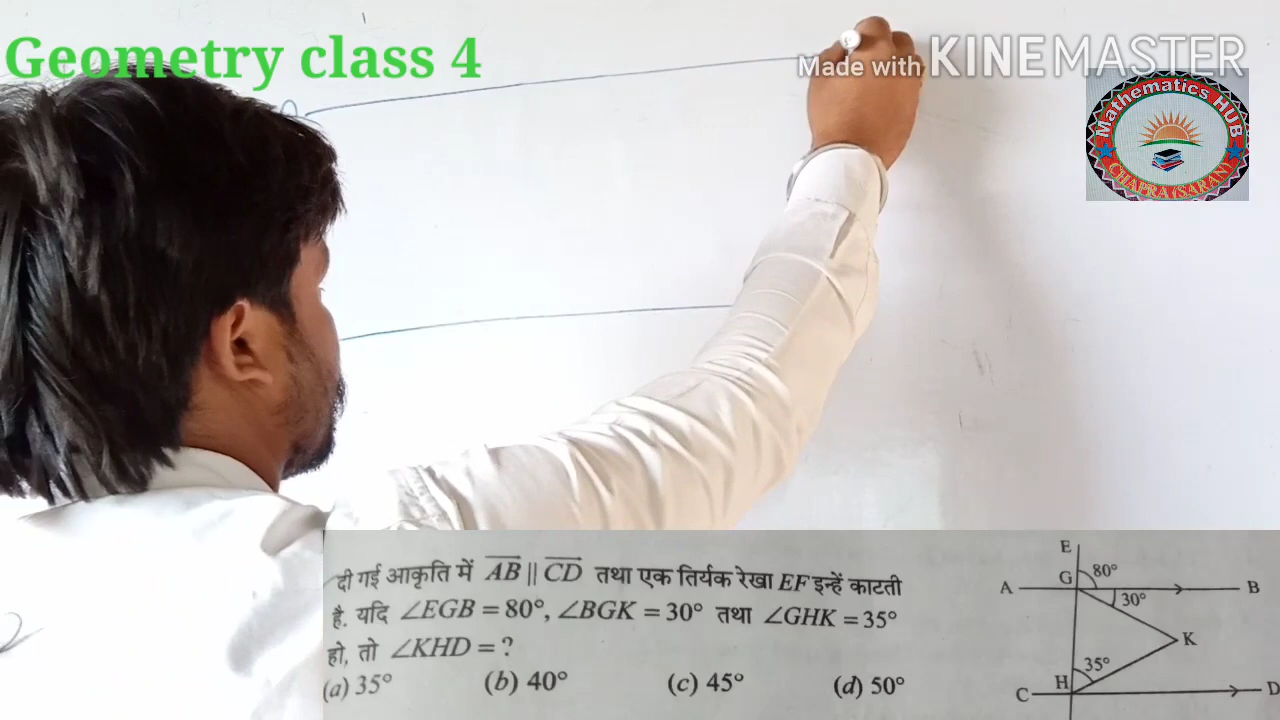 Geometry class 4
Made with KINEMASTER
Mathematics HUB
CHAPRA (SARAN)
दी गई आकृति में AB || CD तथा एक तिर्यक रेखा EF इन्हें काटती
है. यदि ∠EGB = 80°, ∠BGK = 30° तथा ∠GHK = 35°
हो, तो ∠KHD = ?
(a) 35° (b) 40° (c) 45° (d) 50°
E
G 80°
A B
30°
K
35°
H
C D